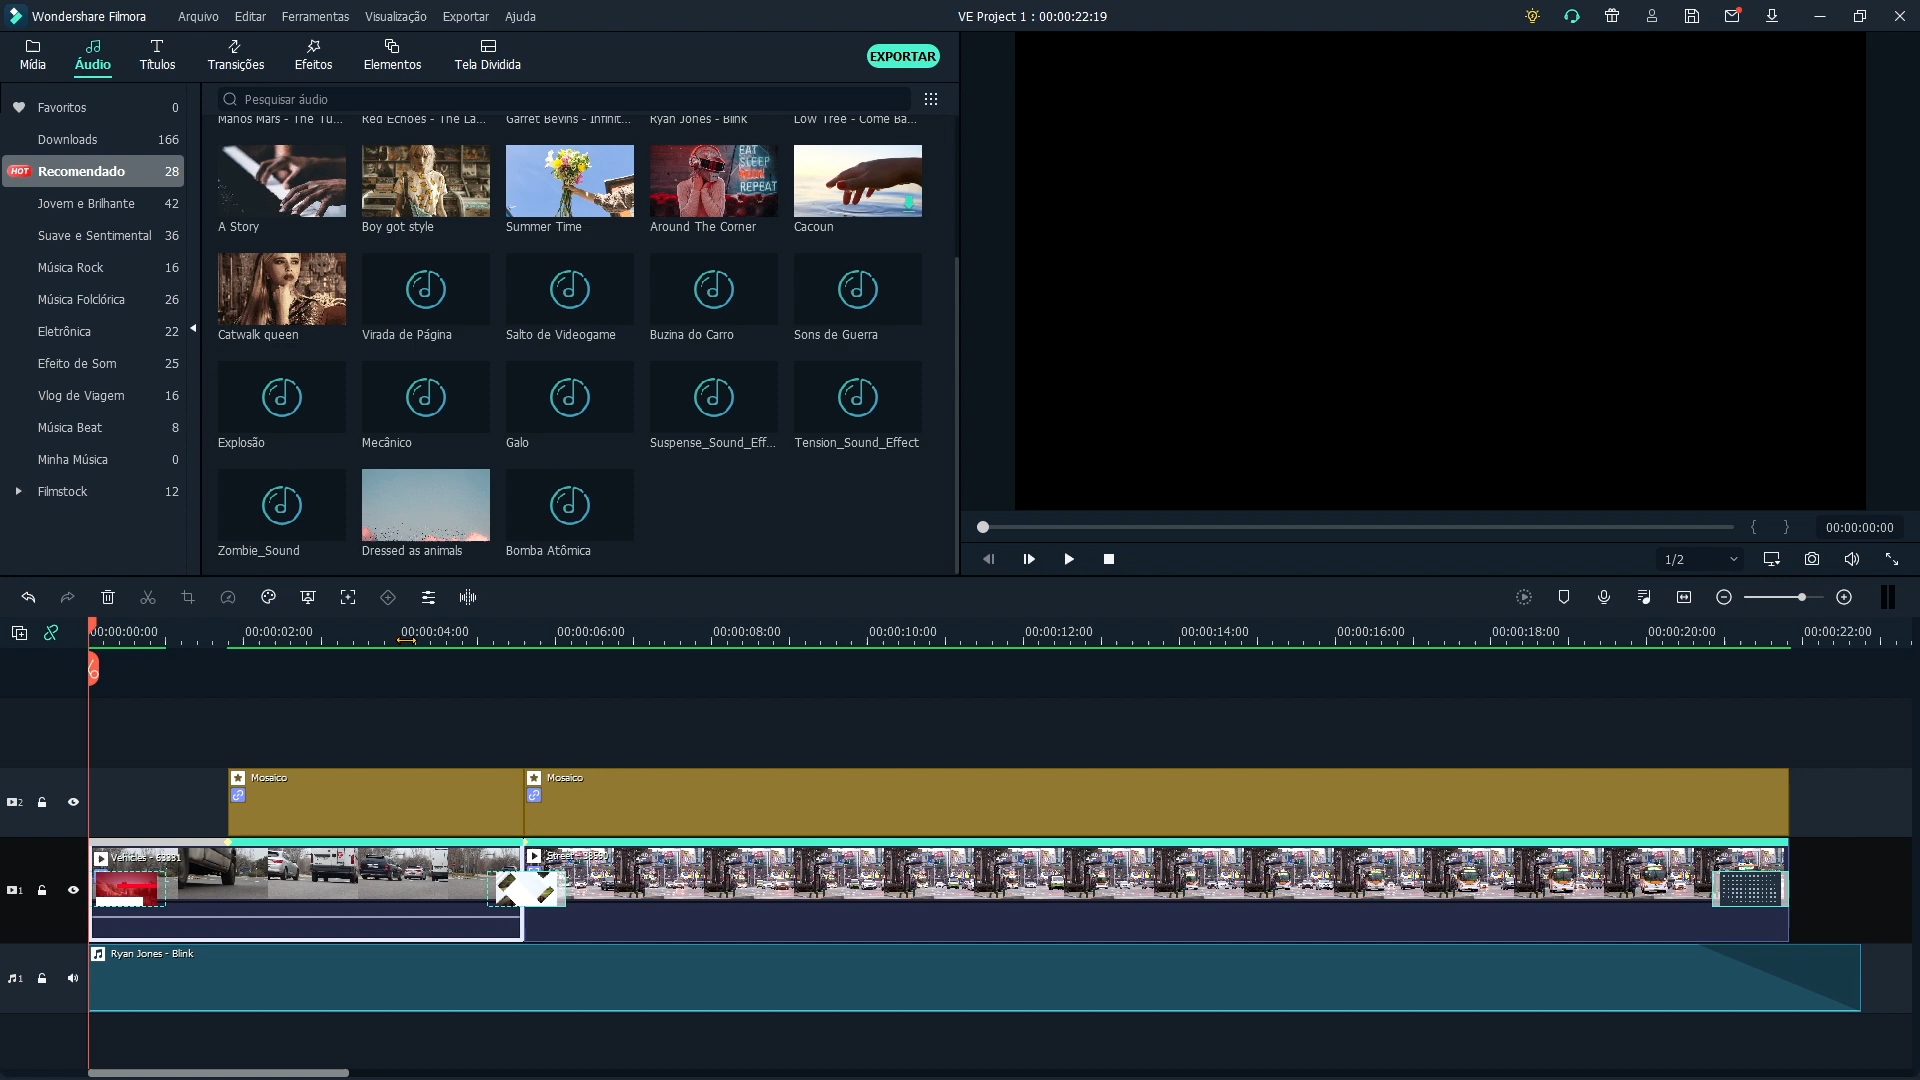 Wondershare Filmora
Arquivo
Editar
Ferramentas
Visualização
Exportar
Ajuda
VE Project 1 : 00:00:22:19
Mídia
Áudio
Títulos
Transições
Efeitos
Elementos
Tela Dividida
EXPORTAR
Favoritos 0
Downloads 166
HOT Recomendado 28
Jovem e Brilhante 42
Suave e Sentimental 36
Música Rock 16
Música Folclórica 26
Eletrônica 22
Efeito de Som 25
Vlog de Viagem 16
Música Beat 8
Minha Música 0
Filmstock 12
Pesquisar áudio
Manos Mars - The Tu...
Red Echoes - The La...
Garret Bevins - Infinit...
Ryan Jones - Blink
Low Tree - Come Ba...
EAT
SLEEP
REPEAT
A Story
Boy got style
Summer Time
Around The Corner
Cacoun
Catwalk queen
Virada de Página
Salto de Videogame
Buzina do Carro
Sons de Guerra
Explosão
Mecânico
Galo
Suspense_Sound_Eff...
Tension_Sound_Effect
Zombie_Sound
Dressed as animals
Bomba Atômica
{ }
00:00:00:00
1/2
00:00:00:00
00:00:02:00
00:00:04:00
00:00:06:00
00:00:08:00
00:00:10:00
00:00:12:00
00:00:14:00
00:00:16:00
00:00:18:00
00:00:20:00
00:00:22:00
2
Mosaico
Mosaico
1
Vehicles - 63331
1
Ryan Jones - Blink